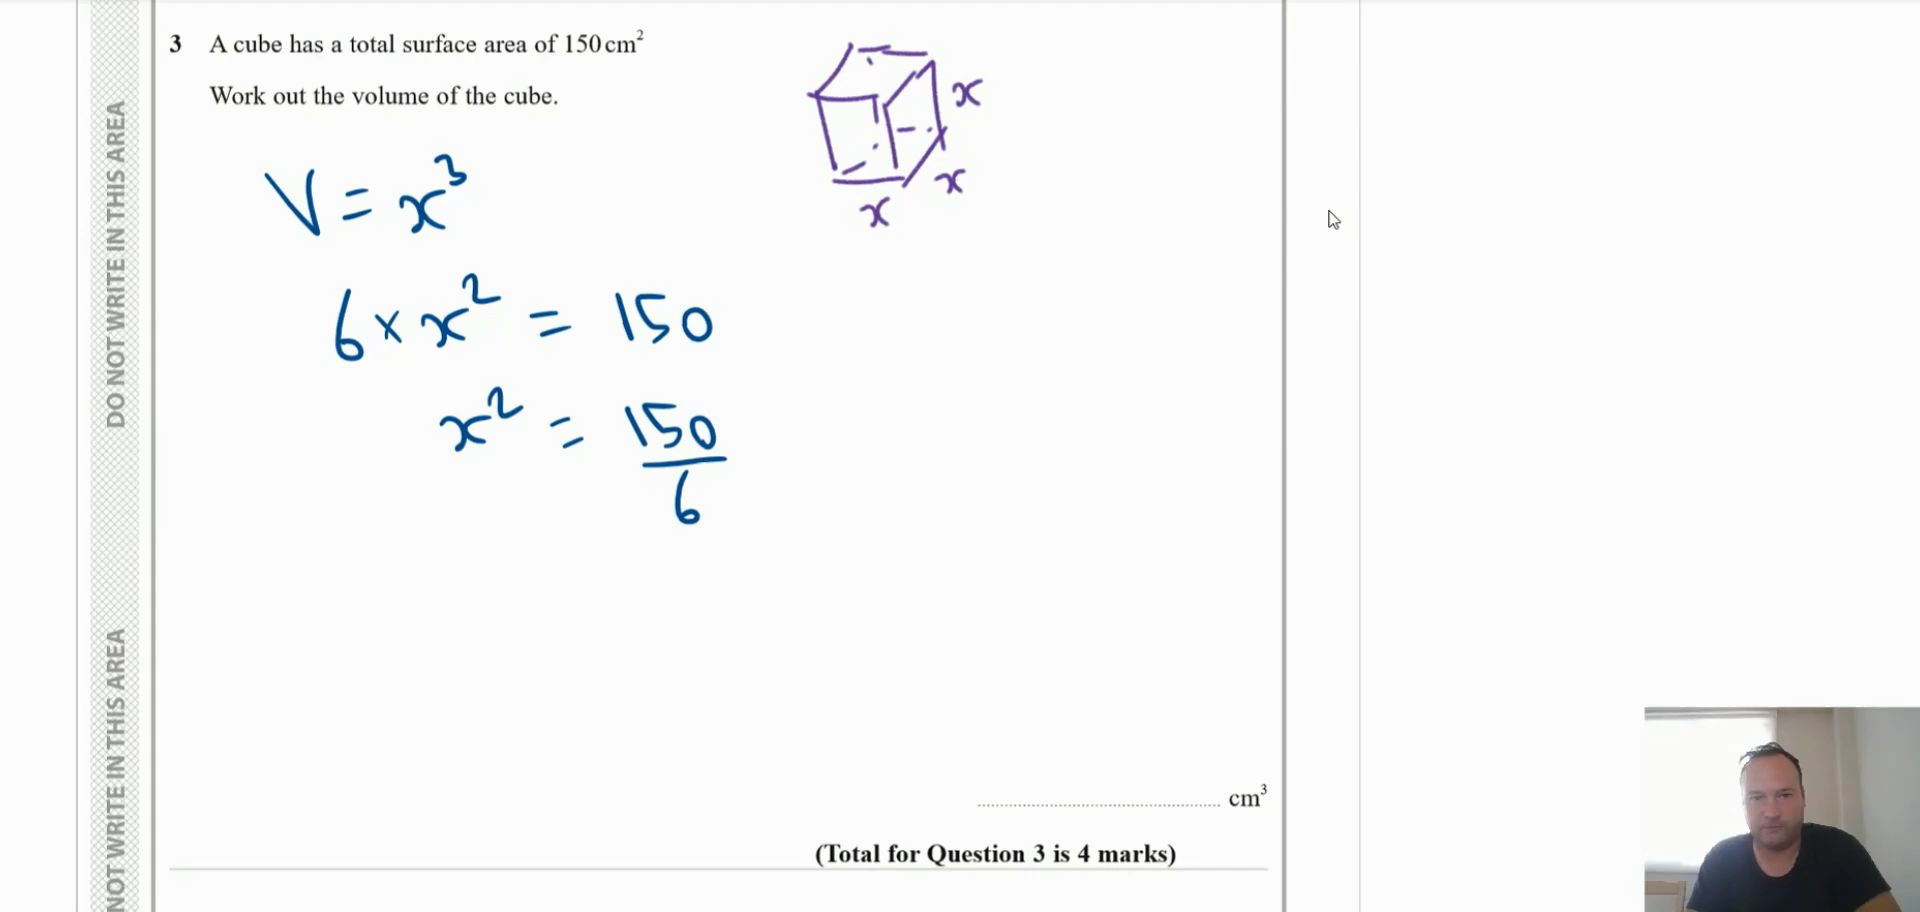 3 A cube has a total surface area of 150 cm²
Work out the volume of the cube.
x
x
x
V = x³
6 × x² = 150
x² = 150/6
cm³
(Total for Question 3 is 4 marks)
DO NOT WRITE IN THIS AREA
NOT WRITE IN THIS AREA